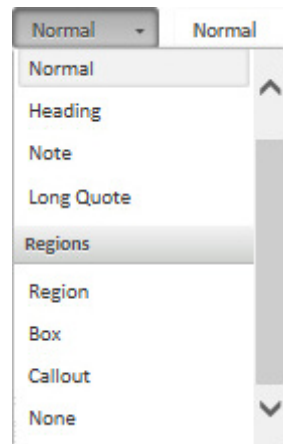 Normal Normal
Normal
Heading
Note
Long Quote
Regions
Region
Box
Callout
None